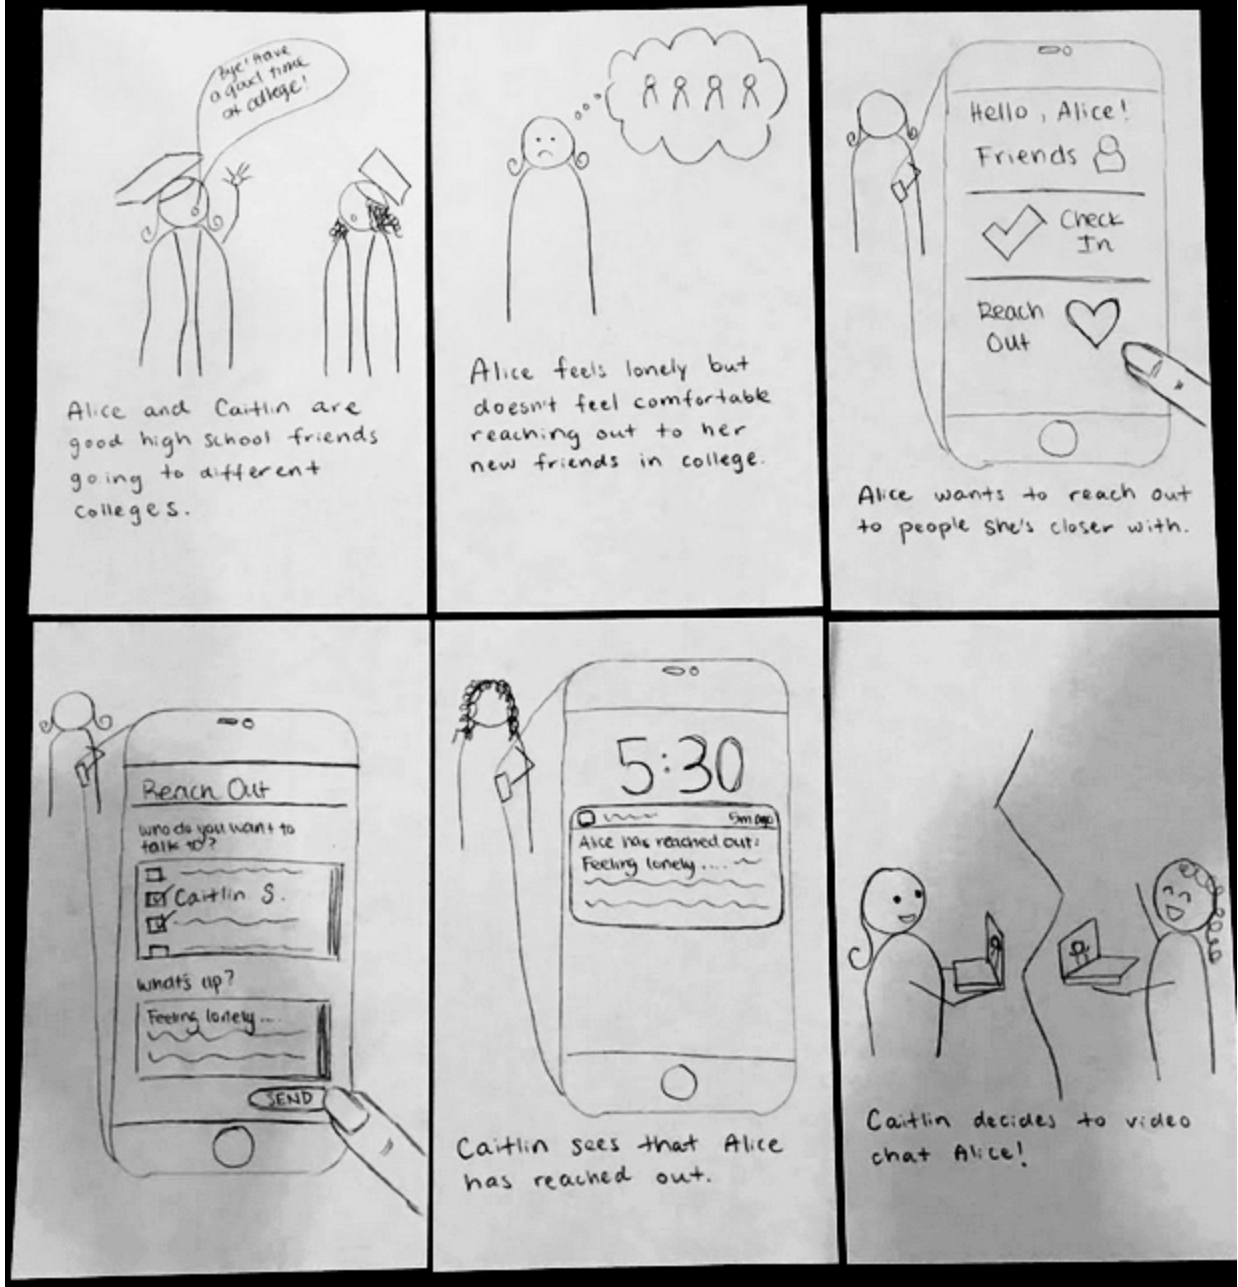 Bye! Have
a good time
at college!
Alice and Caitlin are
good high school friends
going to different
colleges.
Alice feels lonely but
doesn't feel comfortable
reaching out to her
new friends in college.
Hello, Alice!
Friends
Check
In
Reach
Out
Alice wants to reach out
to people she's closer with.
Reach Out
who do you want to
talk to?
Caitlin S.
what's up?
Feeling lonely....
SEND
5:30
5m ago
Alice has reached out:
Feeling lonely....
Caitlin sees that Alice
has reached out.
Caitlin decides to video
chat Alice!